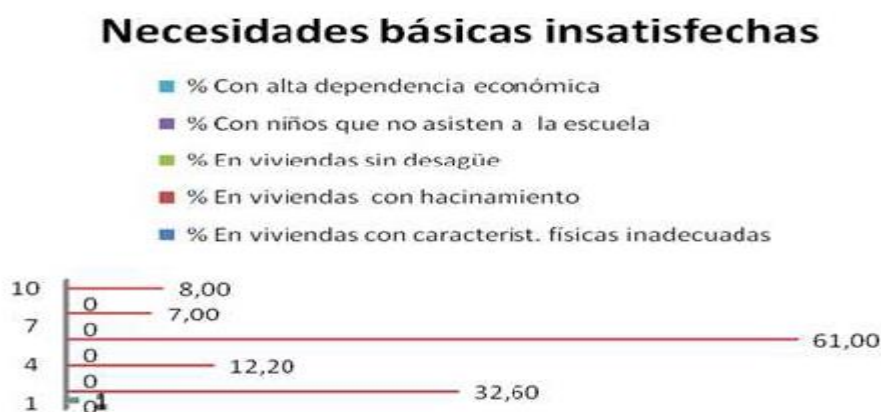 Necesidades básicas insatisfechas
% Con alta dependencia económica
% Con niños que no asisten a la escuela
% En viviendas sin desagüe
% En viviendas con hacinamiento
% En viviendas con caracterist. físicas inadecuadas
10 8,00
0
7,00
7 0
61,00
0
4 12,20
0
32,60
1 0 1